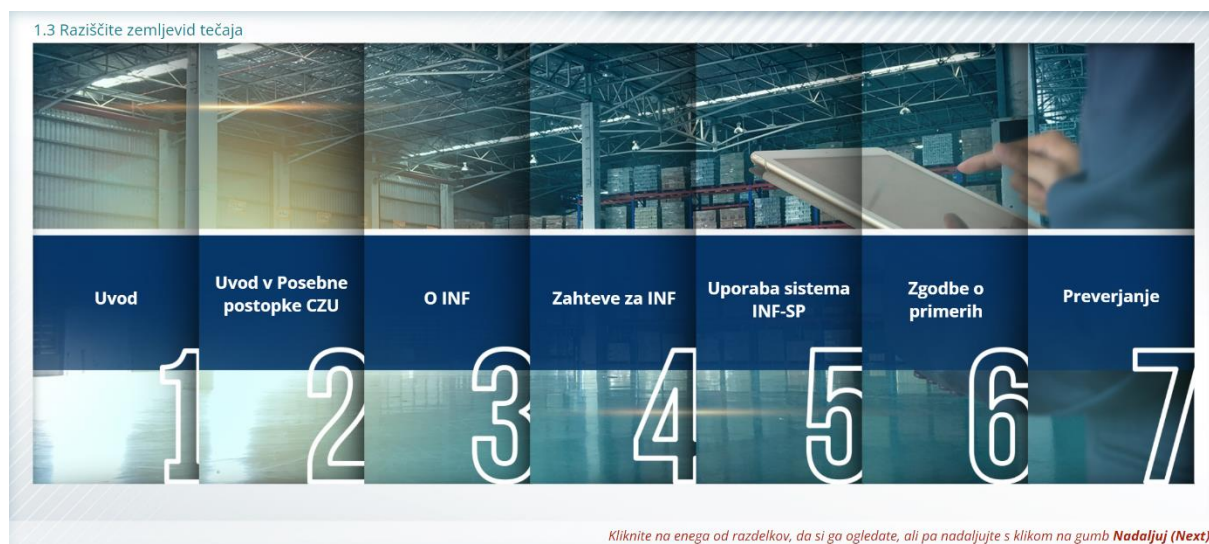 1.3 Raziščite zemljevid tečaja
Uvod
Uvod v Posebne
postopke CZU
O INF
Zahteve za INF
Uporaba sistema
INF-SP
Zgodbe o
primerih
Preverjanje
1
2
3
4
5
6
7
Kliknite na enega od razdelkov, da si ga ogledate, ali pa nadaljujte s klikom na gumb Nadaljuj (Next)